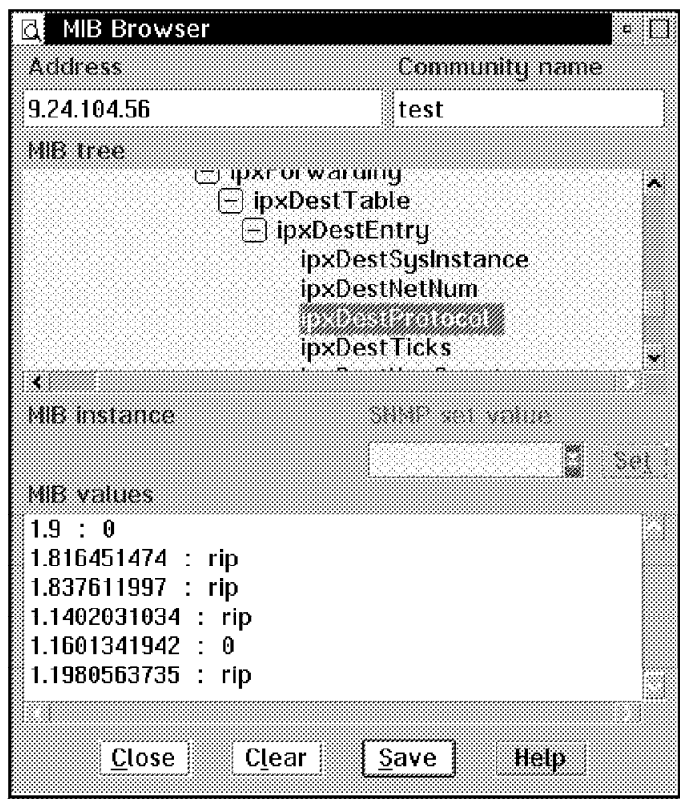 MIB Browser
Address Community name
9.24.104.56 test
MIB tree
ipxForwarding
ipxDestTable
ipxDestEntry
ipxDestSysInstance
ipxDestNetNum
ipxDestProtocol
ipxDestTicks
MIB instance SNMP set value
Set
MIB values
1.9 : 0
1.816451474 : rip
1.837611997 : rip
1.1402031034 : rip
1.1601341942 : 0
1.1980563735 : rip
Close Clear Save Help